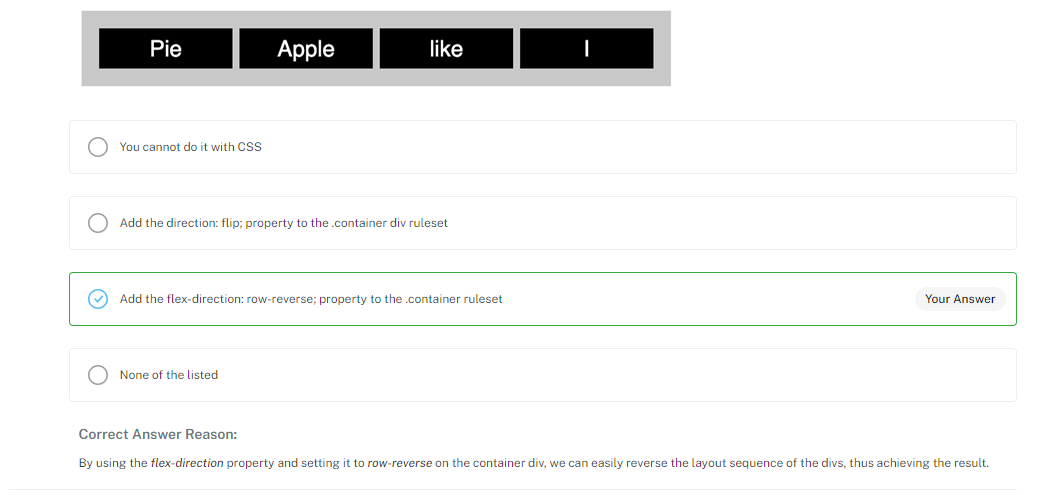 Pie Apple like I
You cannot do it with CSS
Add the direction: flip; property to the .container div ruleset
Add the flex-direction: row-reverse; property to the .container ruleset
Your Answer
None of the listed
Correct Answer Reason:
By using the flex-direction property and setting it to row-reverse on the container div, we can easily reverse the layout sequence of the divs, thus achieving the result.